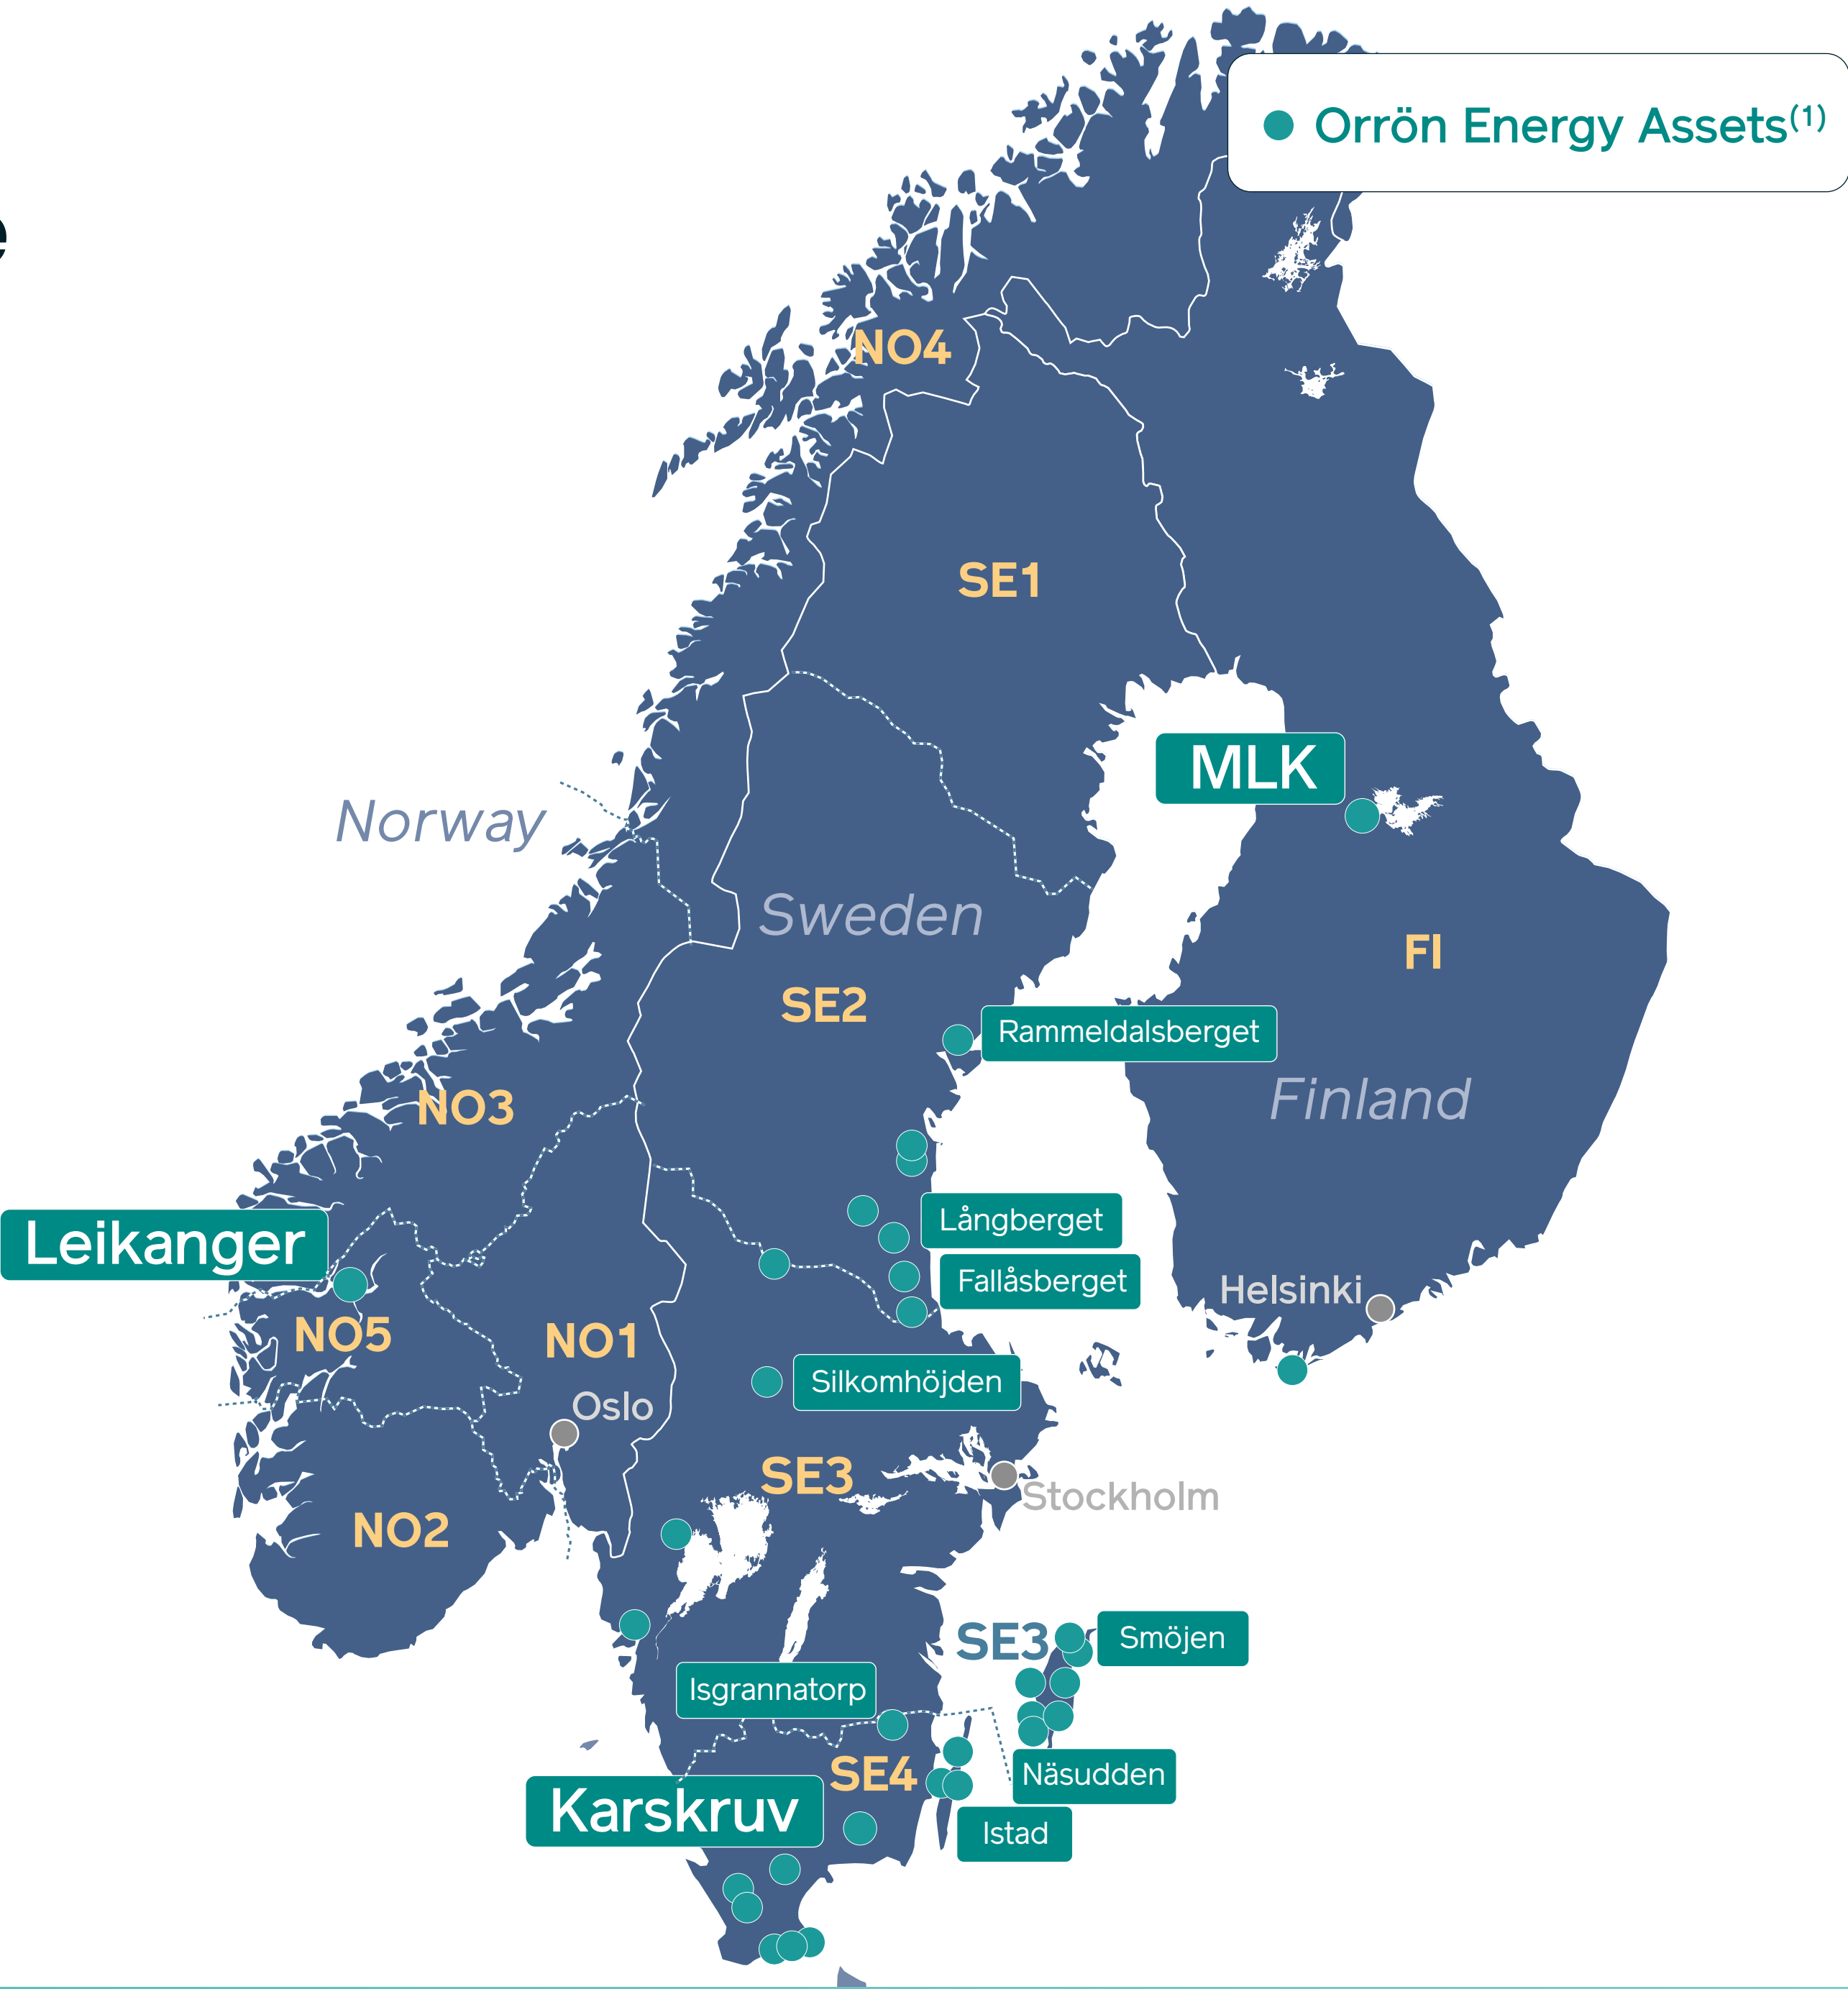 Orrön Energy Assets(1)
e
NO4
SE1
MLK
Norway
Sweden
FI
SE2
Rammeldalsberget
Finland
NO3
Långberget
Leikanger
Fallåsberget
Helsinki
NO5
NO1
Silkomhöjden
Oslo
SE3
Stockholm
NO2
SE3
Smöjen
Isgrannatorp
SE4
Näsudden
Karskruv
Istad